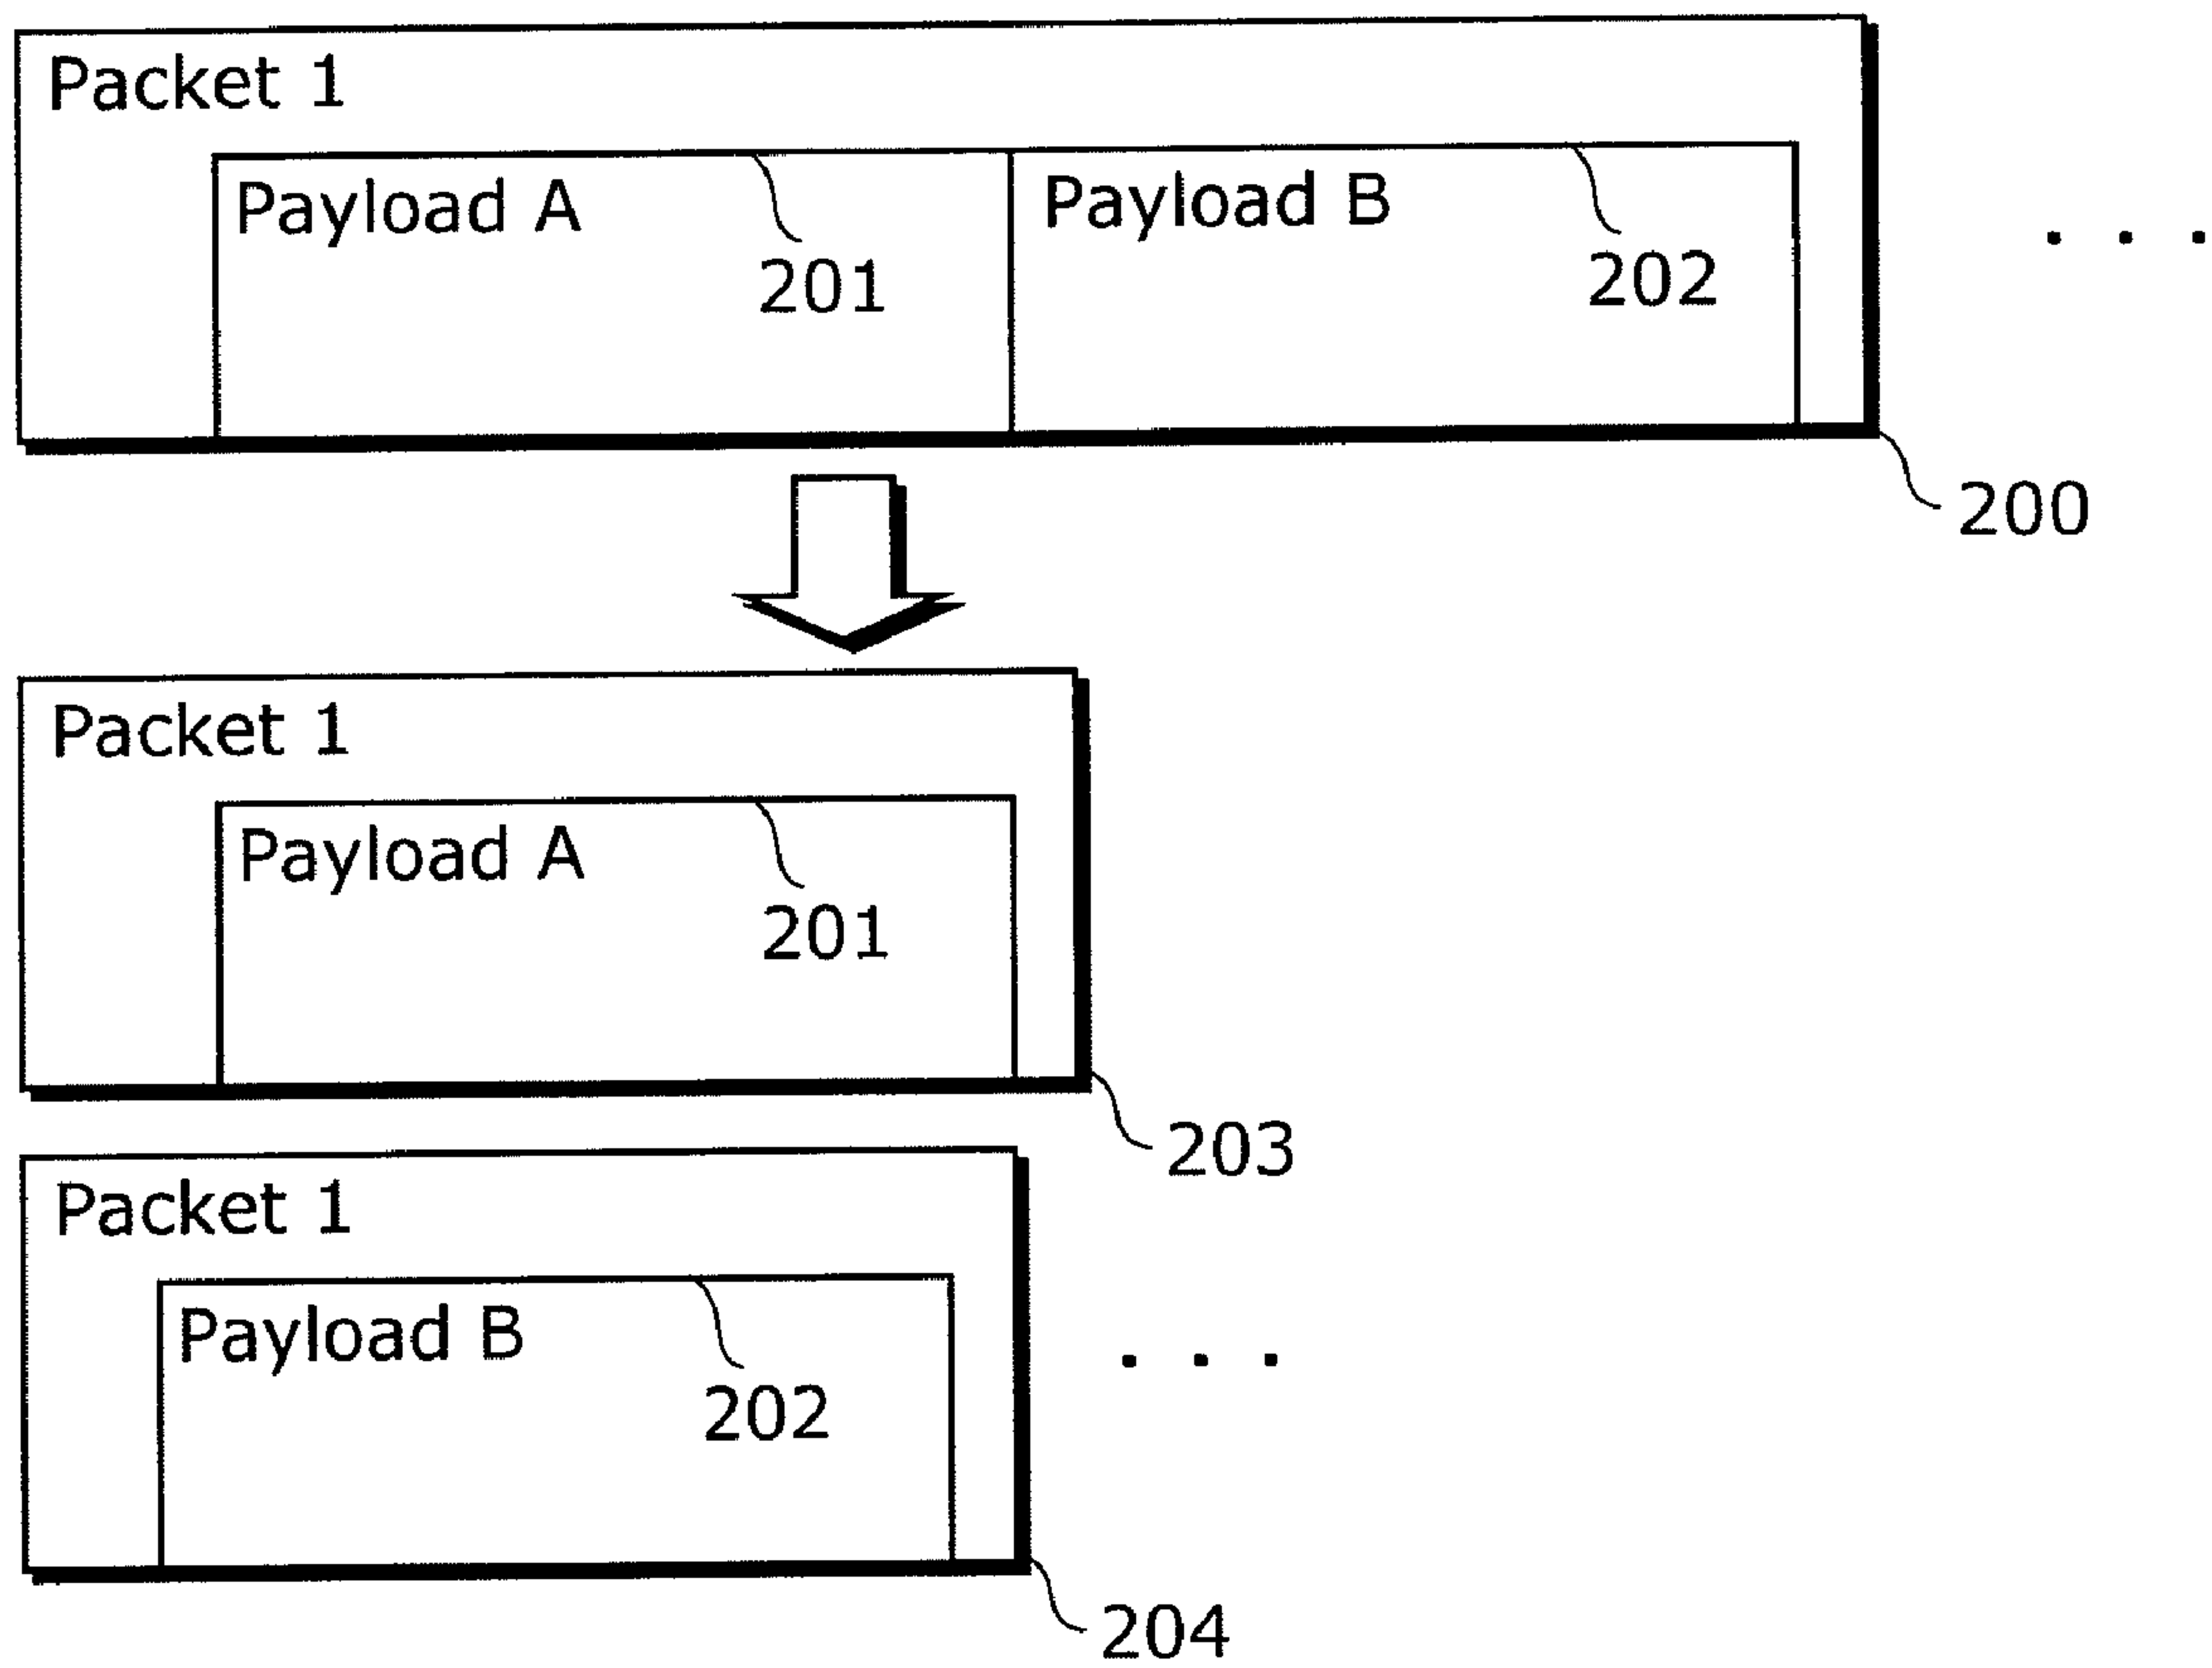 Packet 1
Payload A
Payload B
201
202
. . .
200
Packet 1
Payload A
201
203
Packet 1
Payload B
202
. . .
204